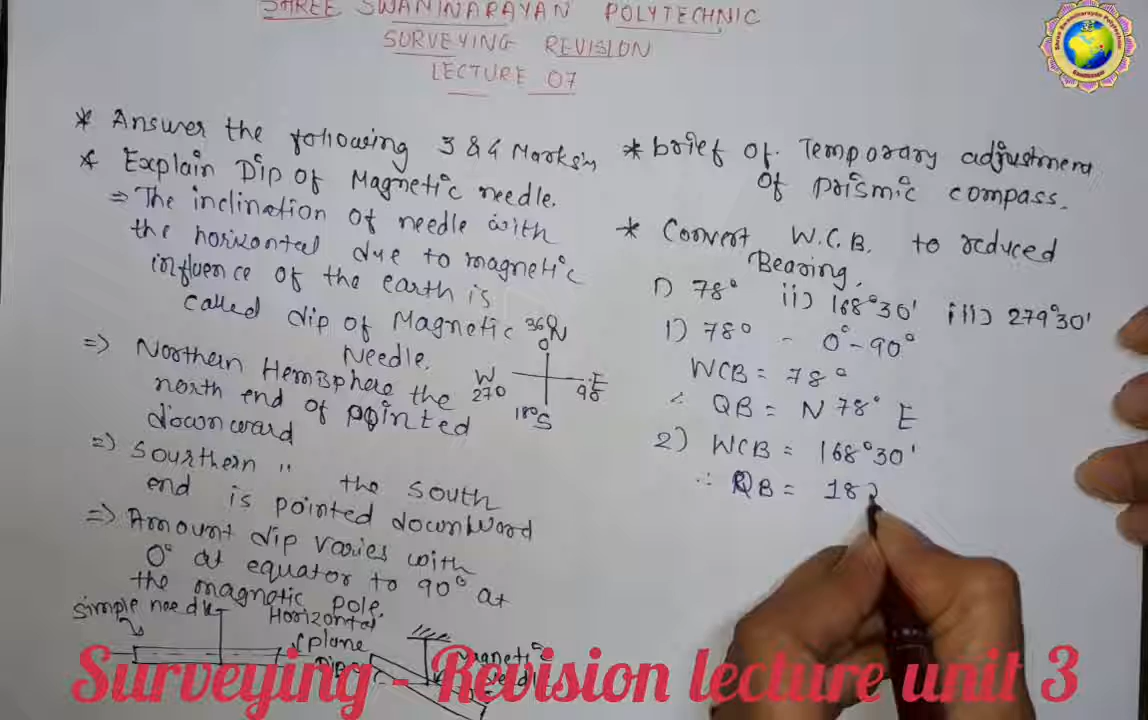 SHREE SWAMINARAYAN POLYTECHNIC
SURVEYING REVISION
LECTURE 07
* Answer the following 3 & 4 Marks
* Explain Dip of Magnetic needle.
⇒ The inclination of needle with
the horizontal due to magnetic
influence of the earth is
called dip of Magnetic
Needle.
⇒ Northern Hemisphere the
north end of pointed
downward
⇒ Sourthern " the south
end is pointed downward
⇒ Amount dip varies with
0° at equator to 90° at
the magnetic pole.
simple needle
Horizontal
plane
Dip
Magnetic
Needle
360 N
0
W
270
E
90
180 S
* brief of Temporary adjustment
of prismic compass.
* Convert W.C.B. to reduced
Bearing.
1) 78° ii) 168°30' iii) 279°30'
1) 78° - 0°-90°
WCB = 78°
∴ QB = N 78° E
2) WCB = 168°30'
∴ QB = 18
Surveying - Revision lecture unit 3